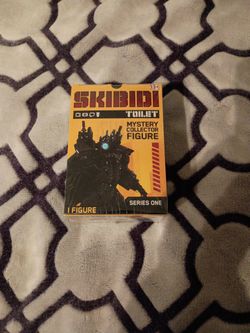 SKIBIDI
TOILET
MYSTERY
COLLECTOR
FIGURE
1 FIGURE
SERIES ONE